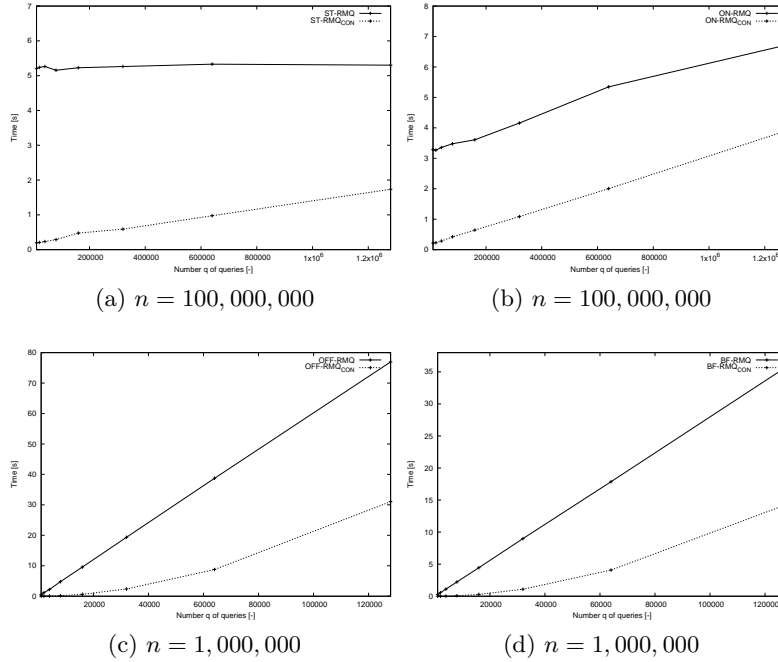 ST-RMQ
ST-RMQCON
Time [s]
7
6
5
4
3
2
1
0
200000
400000
600000
800000
1x10^6
1.2x10^6
Number q of queries [-]
(a) n = 100,000,000
ON-RMQ
ON-RMQCON
Time [s]
8
7
6
5
4
3
2
1
0
200000
400000
600000
800000
1x10^6
1.2x10^6
Number q of queries [-]
(b) n = 100,000,000
OFF-RMQ
OFF-RMQCON
Time [s]
80
70
60
50
40
30
20
10
0
20000
40000
60000
80000
100000
120000
Number q of queries [-]
(c) n = 1,000,000
BF-RMQ
BF-RMQCON
Time [s]
35
30
25
20
15
10
5
0
20000
40000
60000
80000
100000
120000
Number q of queries [-]
(d) n = 1,000,000